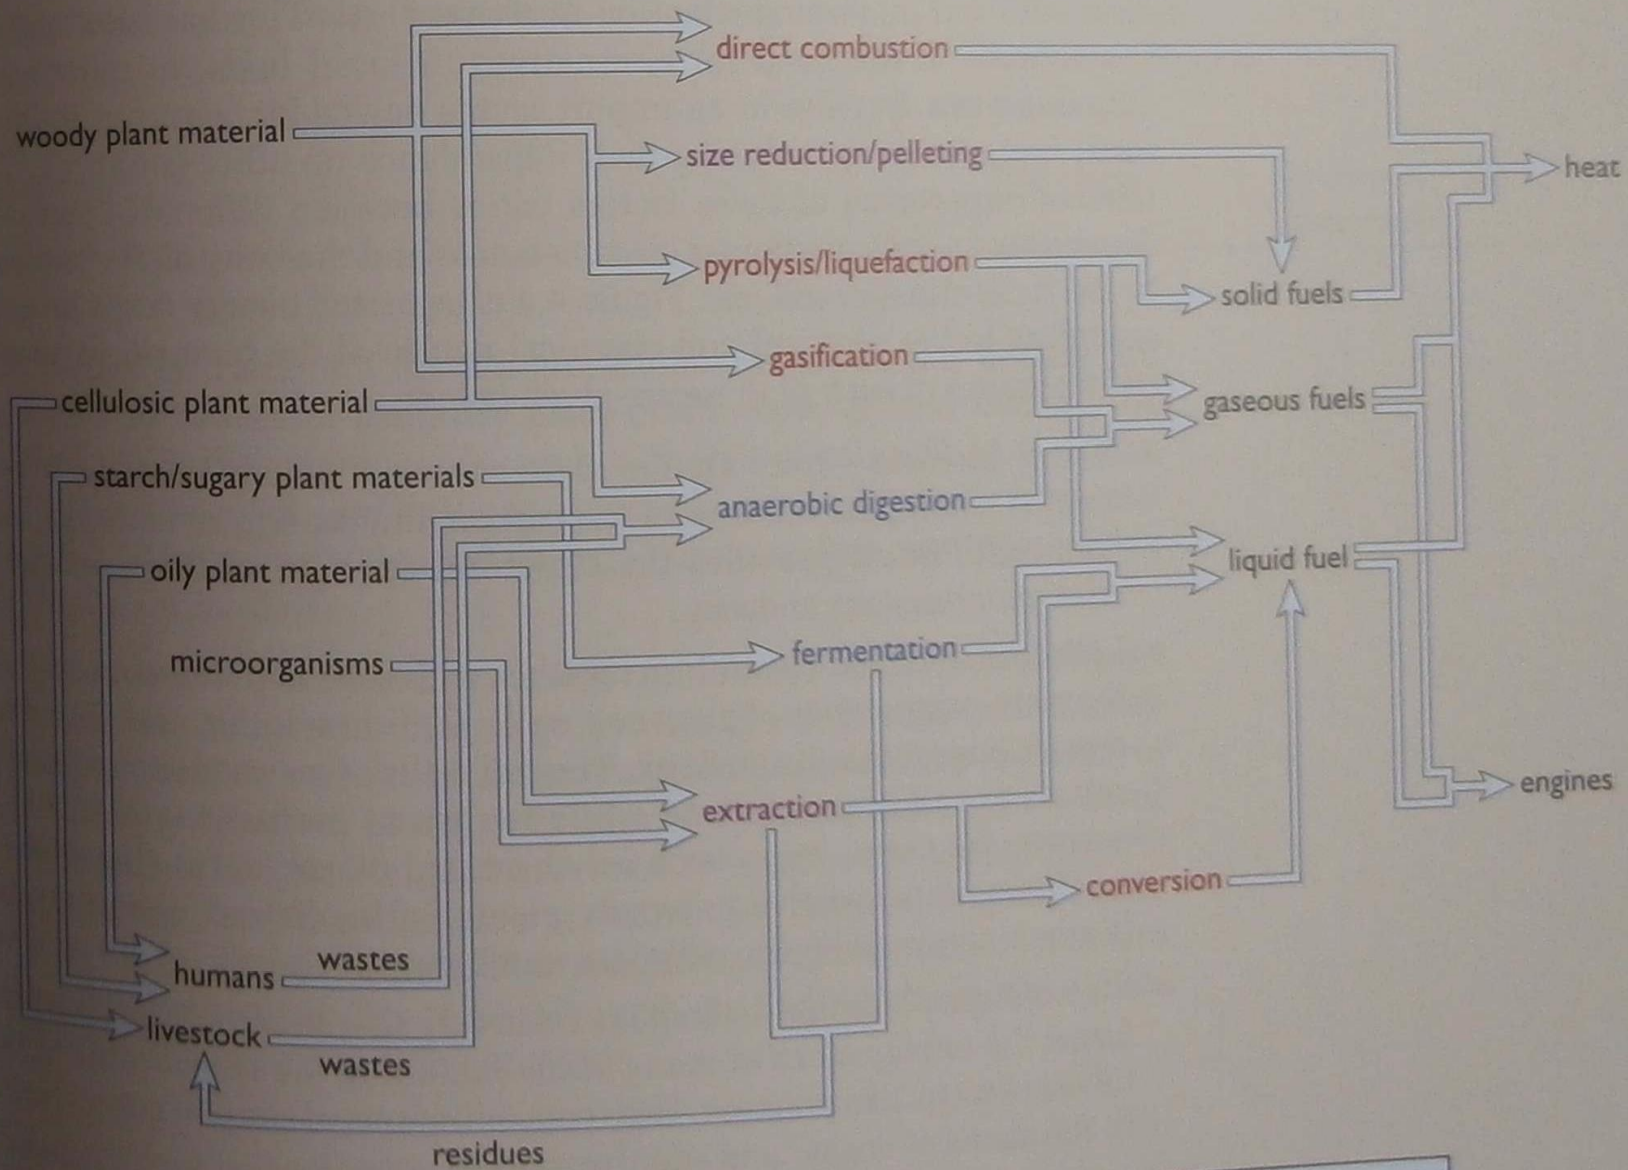 direct combustion
woody plant material
size reduction/pelleting
heat
pyrolysis/liquefaction
solid fuels
gasification
cellulosic plant material
gaseous fuels
starch/sugary plant materials
anaerobic digestion
oily plant material
liquid fuel
microorganisms
fermentation
extraction
engines
conversion
wastes
humans
livestock
wastes
residues